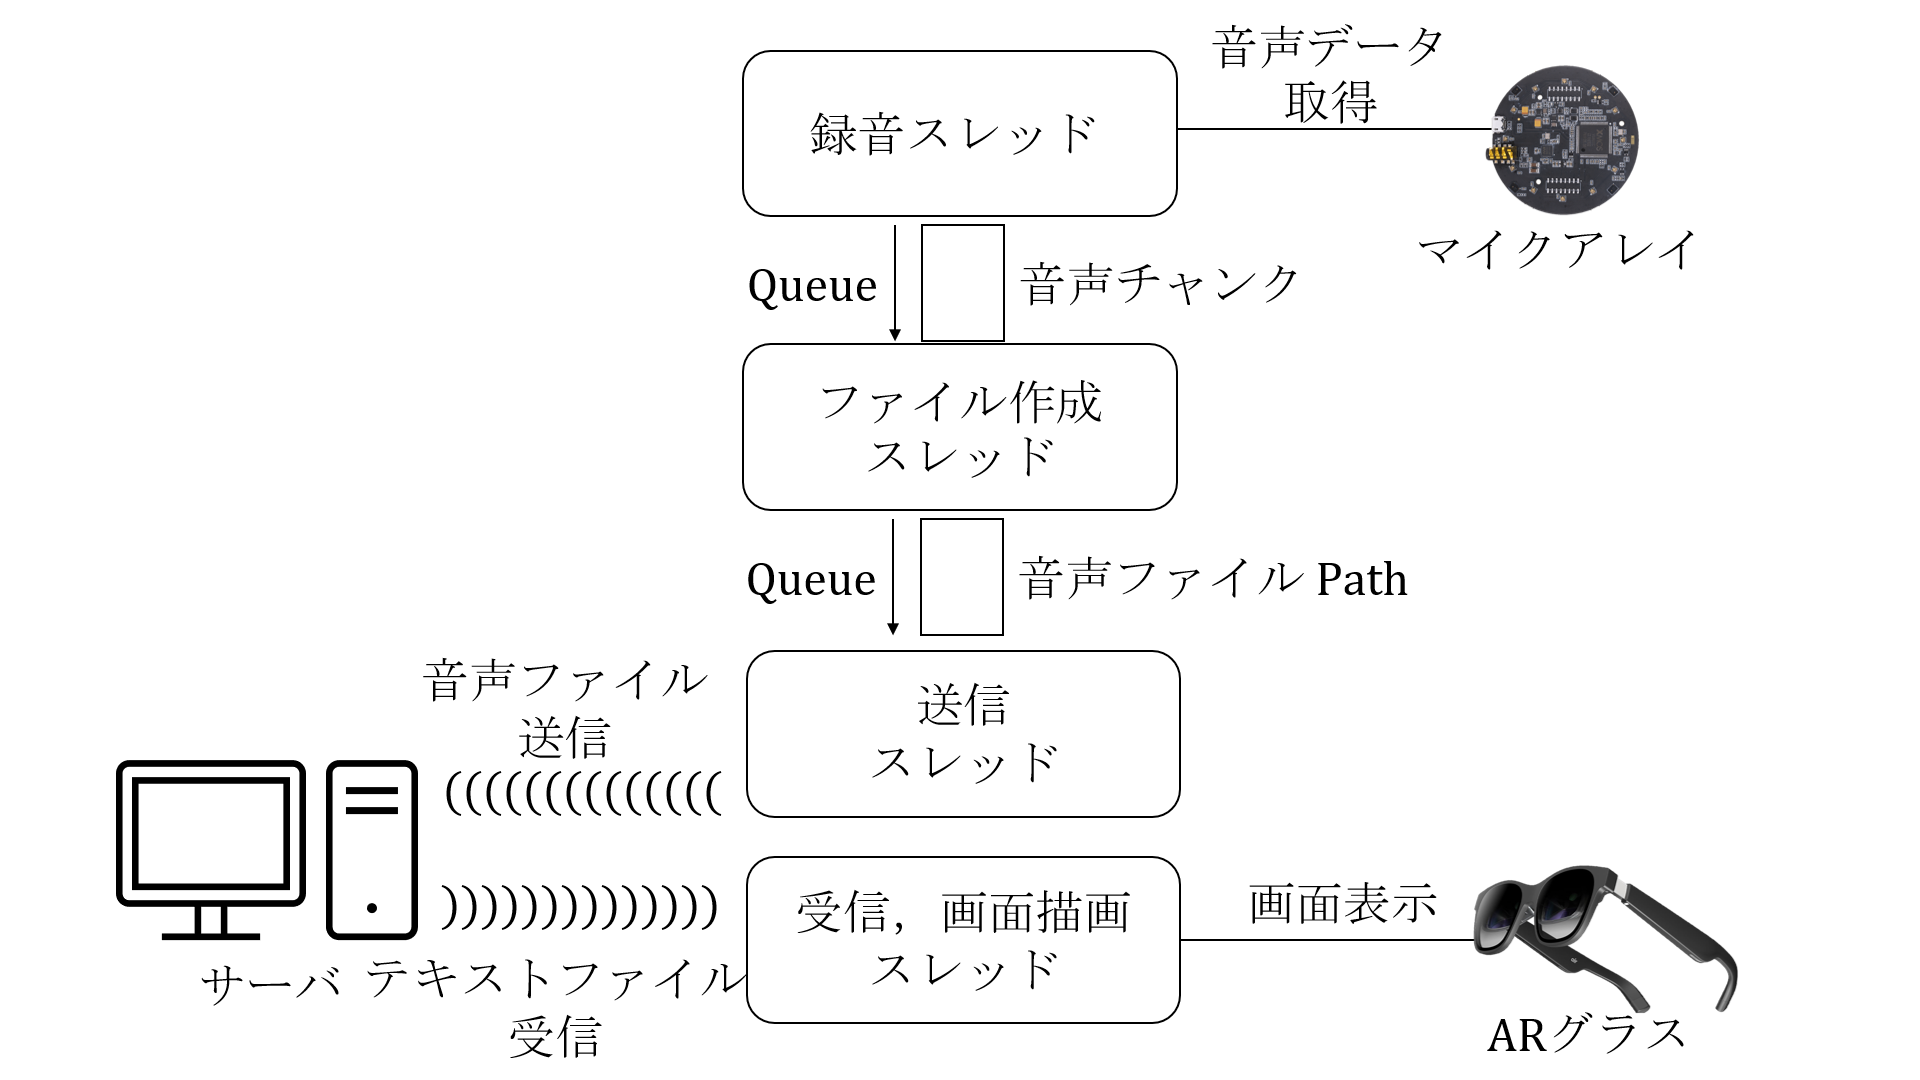 音声データ
取得
録音スレッド
マイクアレイ
Queue
音声チャンク
ファイル作成
スレッド
Queue
音声ファイル Path
音声ファイル
送信
送信
スレッド
受信，画面描画
スレッド
画面表示
サーバ
テキストファイル
受信
ARグラス